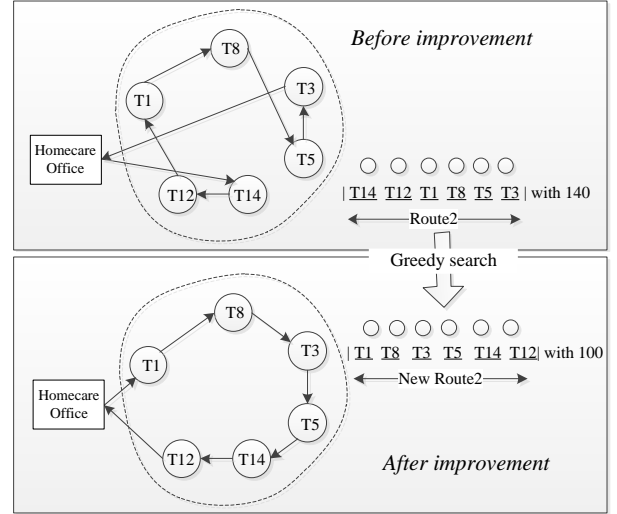 Before improvement
T8
T1
T3
Homecare
Office
T5
T12
T14
| T14 T12 T1 T8 T5 T3 | with 140
Route2
Greedy search
T8
T1
T3
Homecare
Office
T5
T12
T14
| T1 T8 T3 T5 T14 T12 | with 100
New Route2
After improvement